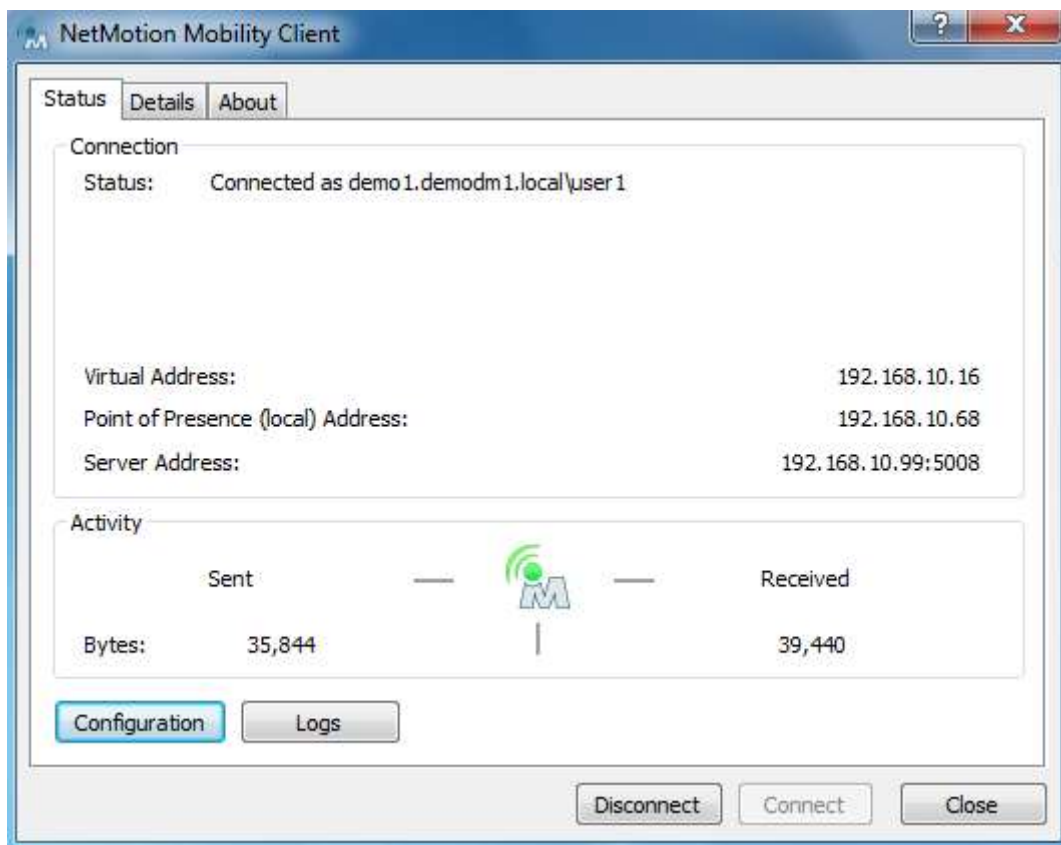 NetMotion Mobility Client
Status Details About
Connection
Status: Connected as demo1.demodm1.local\user1
Virtual Address: 192.168.10.16
Point of Presence (local) Address: 192.168.10.68
Server Address: 192.168.10.99:5008
Activity
Sent Received
Bytes: 35,844 39,440
Configuration Logs
Disconnect Connect Close